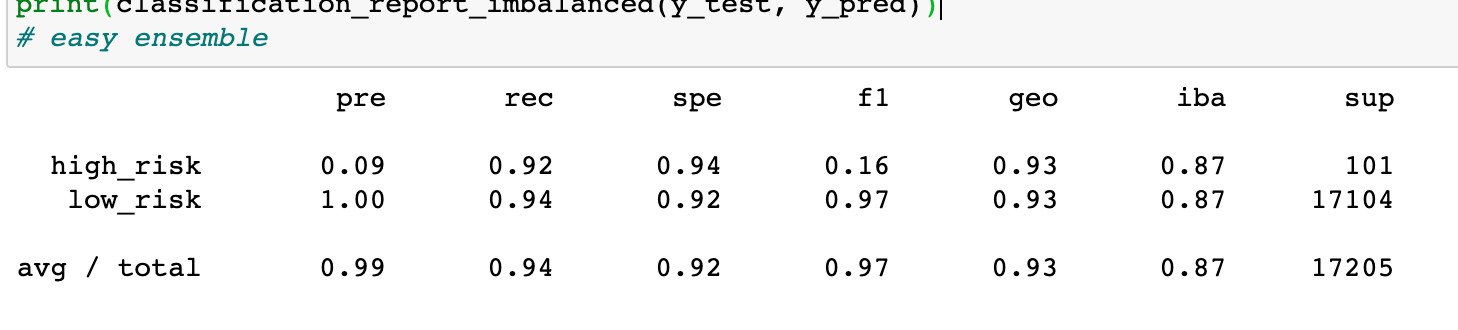 print(classification_report_imbalanced(y_test, y_pred))
# easy ensemble
pre rec spe f1 geo iba sup
high_risk 0.09 0.92 0.94 0.16 0.93 0.87 101
low_risk 1.00 0.94 0.92 0.97 0.93 0.87 17104
avg / total 0.99 0.94 0.92 0.97 0.93 0.87 17205